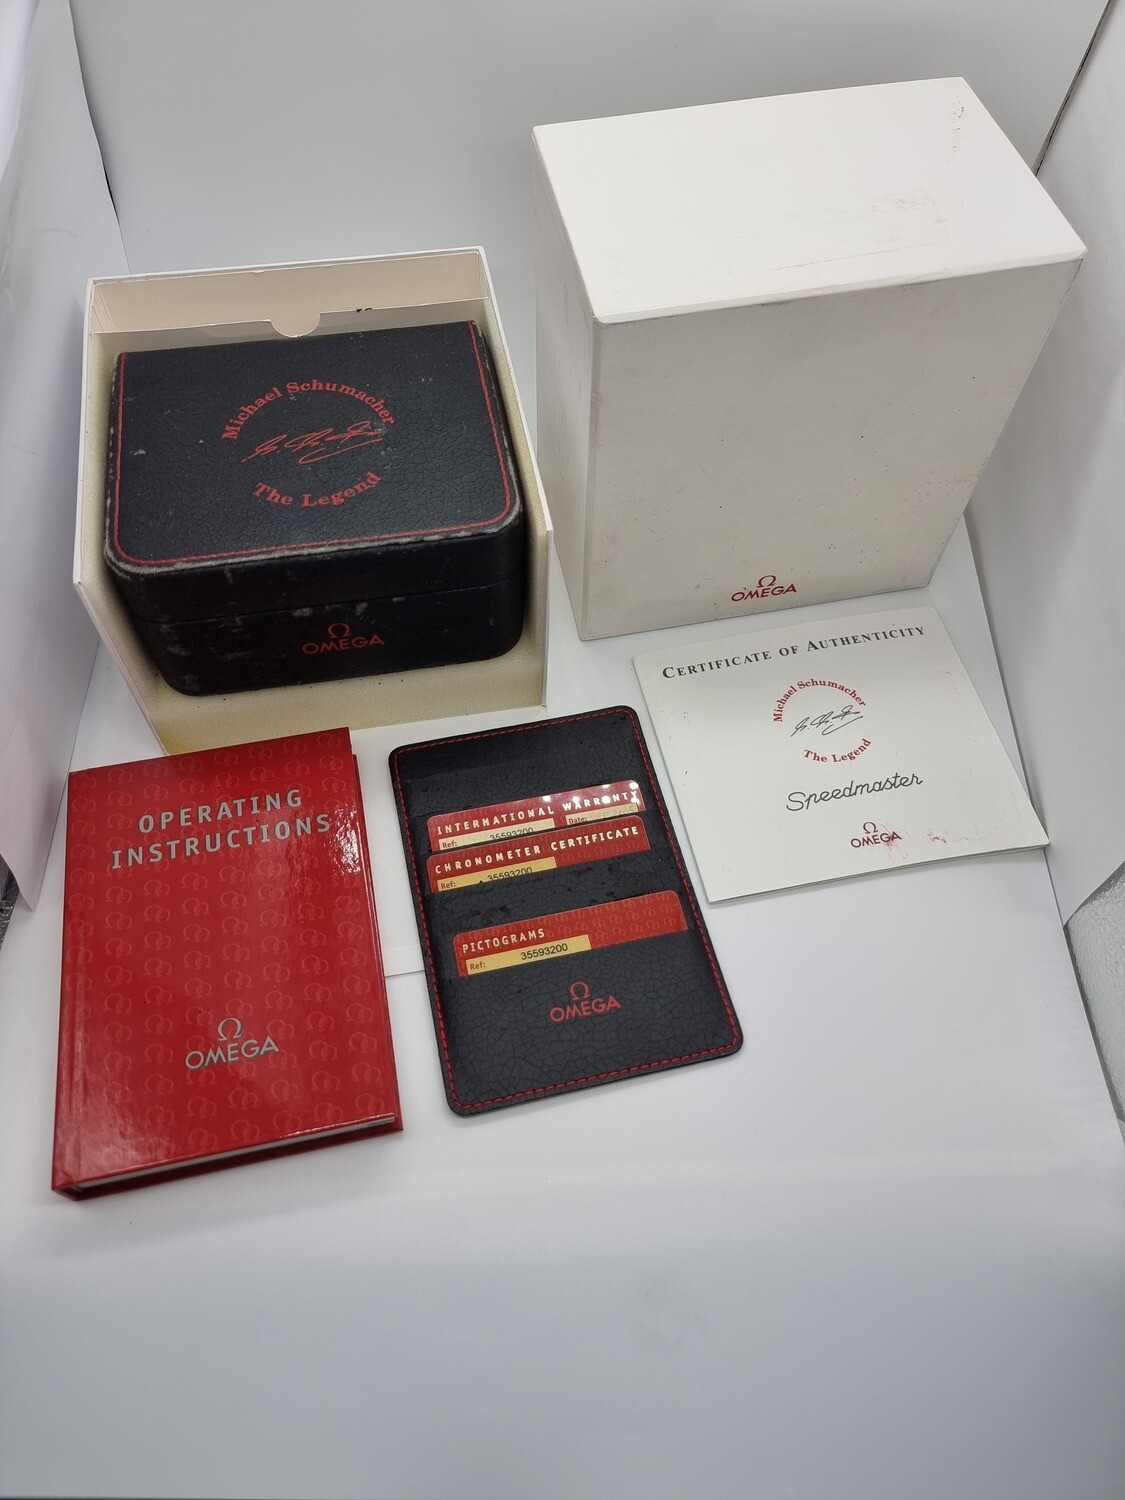 Michael Schumacher
The Legend
Ω
OMEGA
Ω
OMEGA
CERTIFICATE OF AUTHENTICITY
Michael Schumacher
The Legend
Speedmaster
Ω
OMEGA
OPERATING
INSTRUCTIONS
Ω
OMEGA
INTERNATIONAL WARRANTY
Ref: 35593200 Date:
CHRONOMETER CERTIFICATE
Ref: 35593200
PICTOGRAMS
Ref: 35593200
Ω
OMEGA